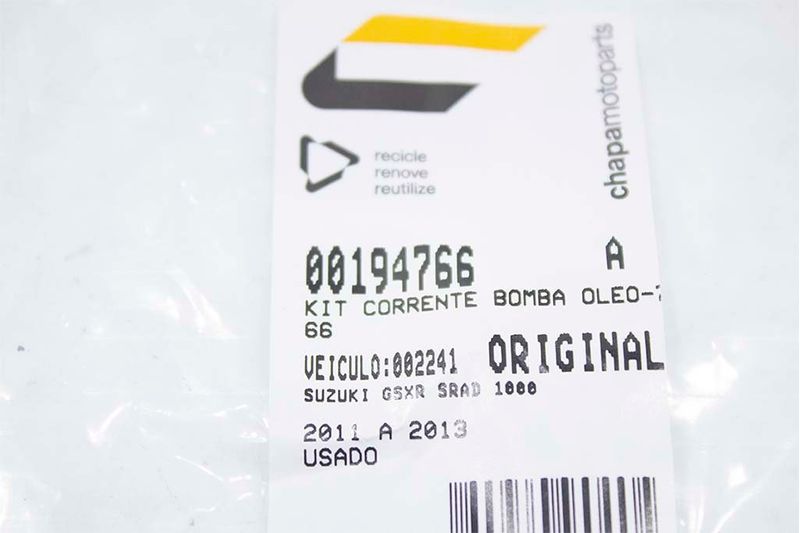 chapamotoparts
recicle
renove
reutilize
00194766 A
KIT CORRENTE BOMBA OLEO-7
66
VEICULO:002241 ORIGINAL
SUZUKI GSXR SRAD 1000
2011 A 2013
USADO